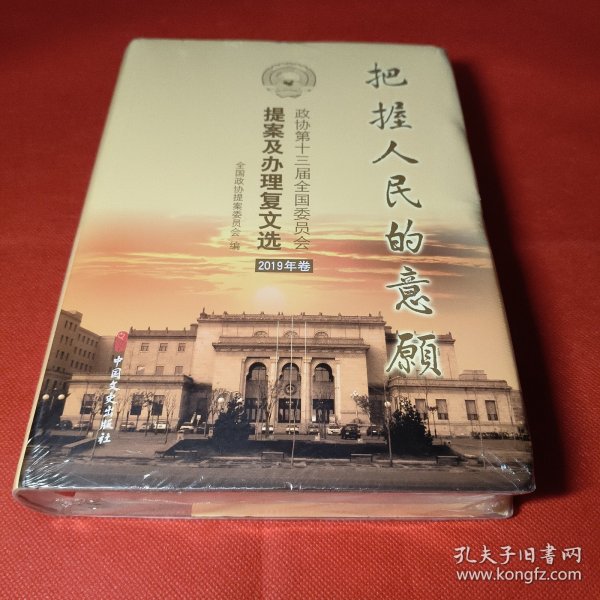 把握人民的意願
政协第十三届全国委员会
提案及办理复文选
2019年卷
全国政协提案委员会 编
中国文史出版社
孔夫子旧书网
www.kongfz.com